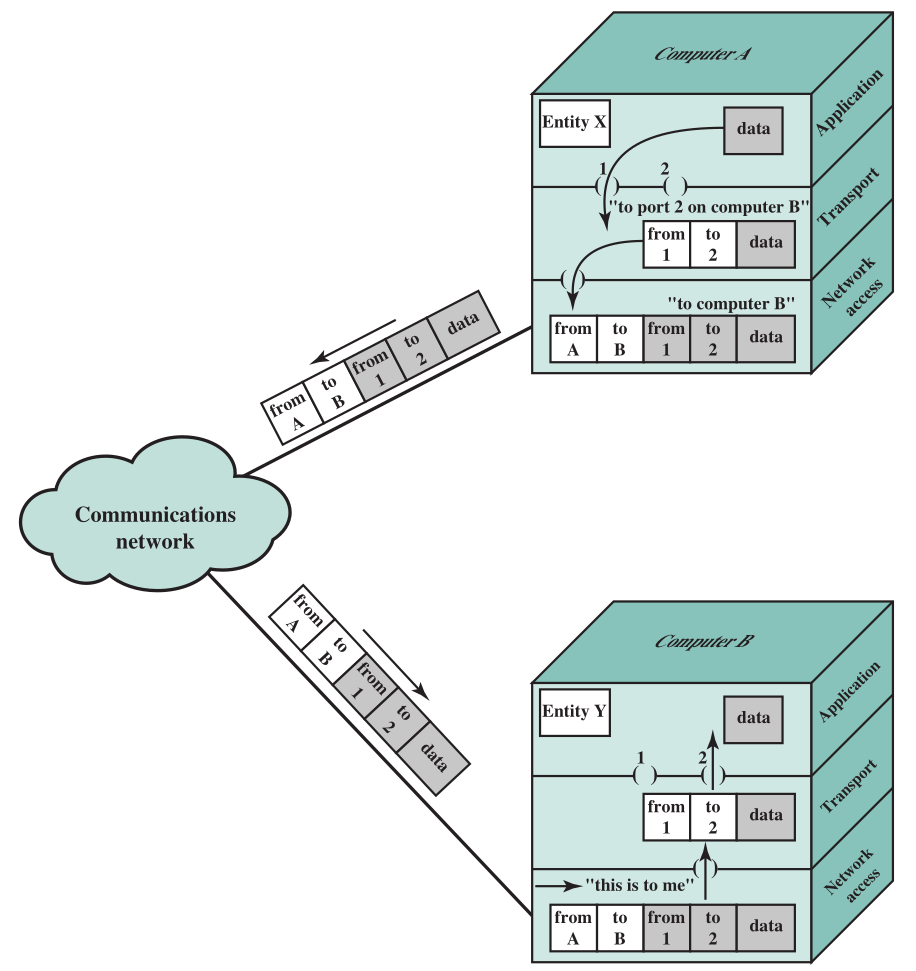 Computer A
Entity X
data
Application
1
2
"to port 2 on computer B"
Transport
from 1
to 2
data
"to computer B"
Network access
from A
to B
from 1
to 2
data
from A
to B
from 1
to 2
data
Communications
network
from A
to B
from 1
to 2
data
Computer B
Entity Y
data
Application
1
2
from 1
to 2
data
Transport
"this is to me"
Network access
from A
to B
from 1
to 2
data